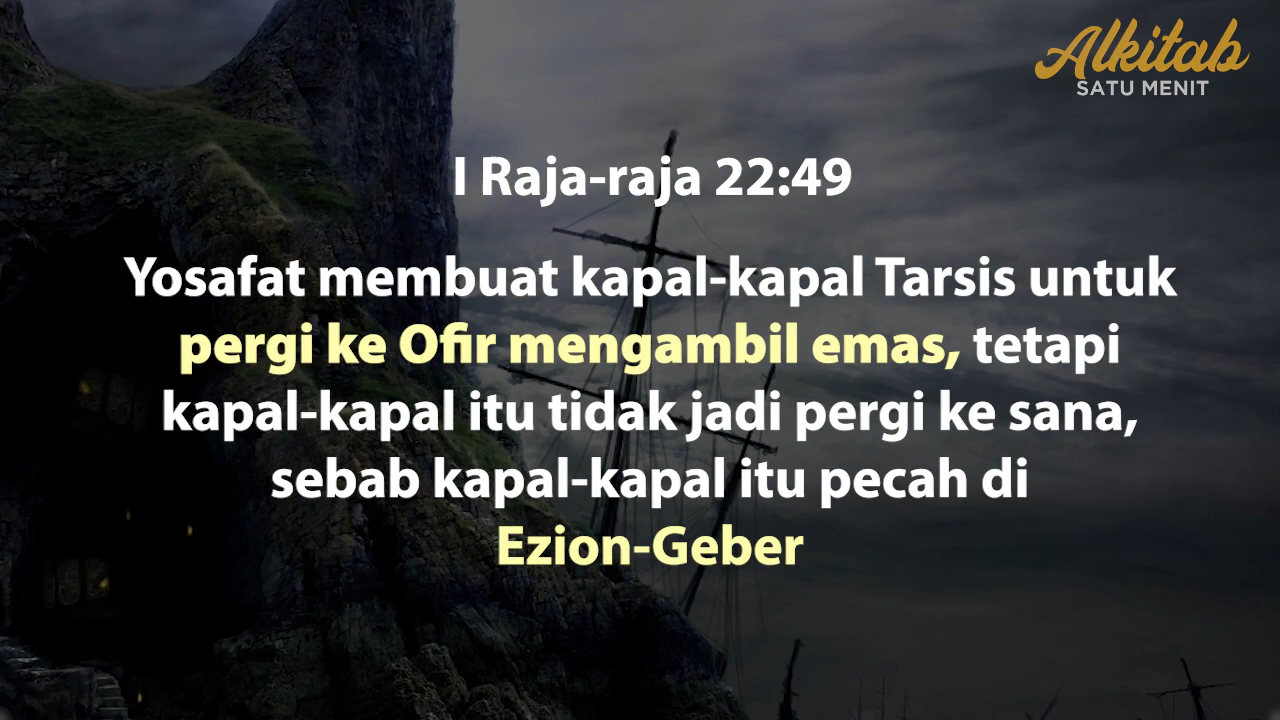 Alkitab
SATU MENIT
I Raja-raja 22:49
Yosafat membuat kapal-kapal Tarsis untuk
pergi ke Ofir mengambil emas, tetapi
kapal-kapal itu tidak jadi pergi ke sana,
sebab kapal-kapal itu pecah di
Ezion-Geber